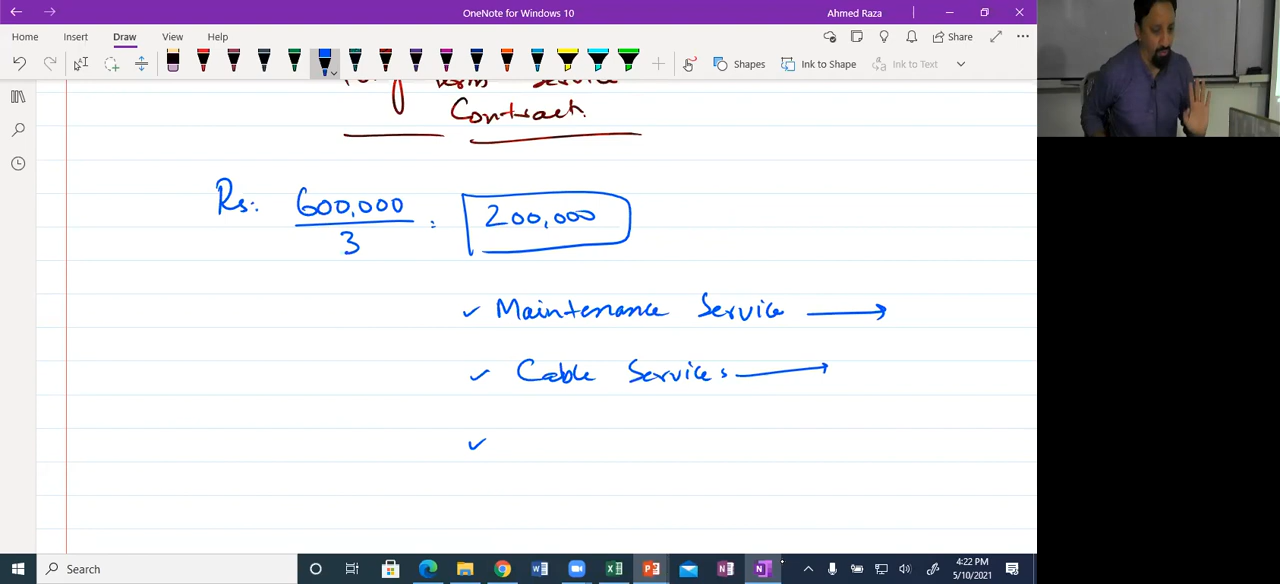 OneNote for Windows 10
Ahmed Raza
Home Insert Draw View Help
Share
Shapes Ink to Shape Ink to Text
Service
Contract.
Rs: 600,000
3
= 200,000
✓ Maintenance Service →
✓ Cable Services →
✓
Search
4:22 PM
5/10/2021